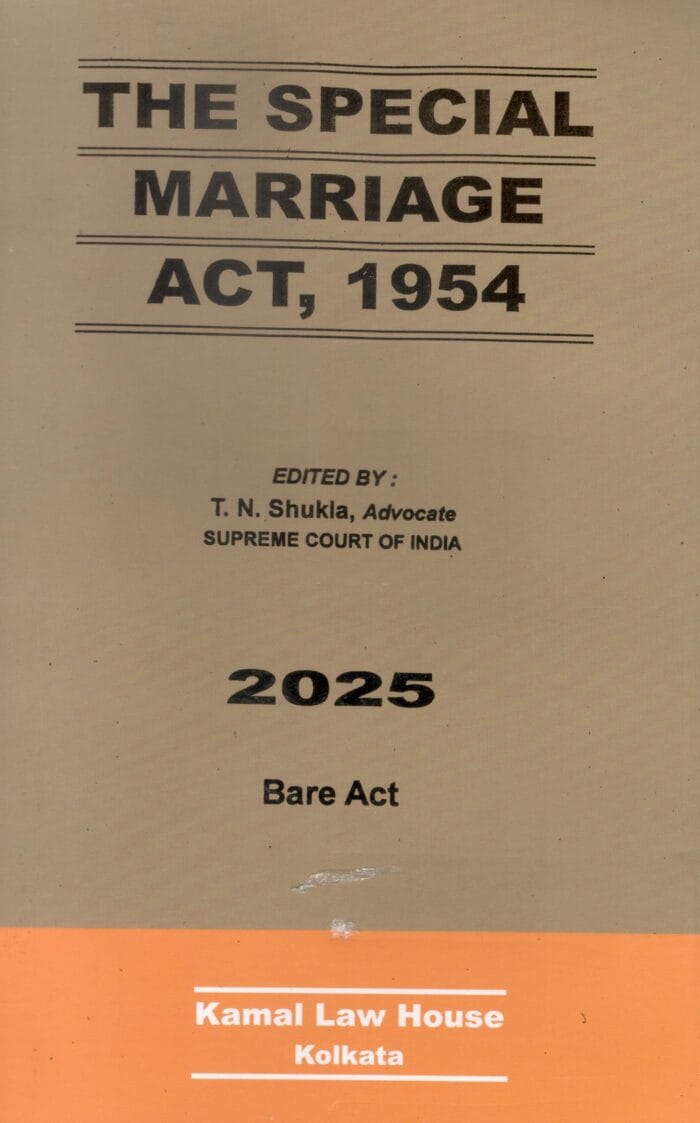 THE SPECIAL
MARRIAGE
ACT, 1954
EDITED BY :
T. N. Shukla, Advocate
SUPREME COURT OF INDIA
2025
Bare Act
Kamal Law House
Kolkata